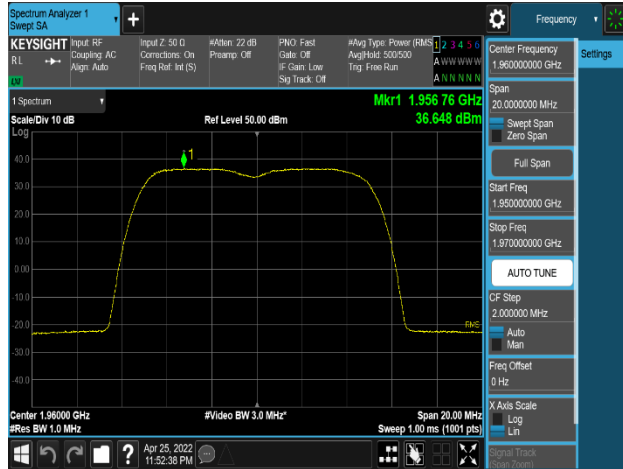 Spectrum Analyzer 1
Swept SA
+
Frequency
KEYSIGHT
Input: RF
Input Z: 50 Ω
#Atten: 22 dB
PNO: Fast
#Avg Type: Power (RMS)
1 2 3 4 5 6
R L
Coupling: AC
Corrections: On
Preamp: Off
Gate: Off
Avg|Hold: 500/500
A W W W W W
Align: Auto
Freq Ref: Int (S)
IF Gain: Low
Trig: Free Run
Sig Track: Off
A N N N N N
1 Spectrum
Mkr1 1.956 76 GHz
Scale/Div 10 dB
Ref Level 50.00 dBm
36.648 dBm
Log
40.0
30.0
20.0
10.0
0.00
-10.0
-20.0
-30.0
-40.0
1
RMS
Center 1.96000 GHz
#Video BW 3.0 MHz*
Span 20.00 MHz
#Res BW 1.0 MHz
Sweep 1.00 ms (1001 pts)
Center Frequency
1.960000000 GHz
Settings
Span
20.0000000 MHz
Swept Span
Zero Span
Full Span
Start Freq
1.950000000 GHz
Stop Freq
1.970000000 GHz
AUTO TUNE
CF Step
2.000000 MHz
Auto
Man
Freq Offset
0 Hz
X Axis Scale
Log
Lin
Signal Track
(Span Zoom)
?
Apr 25, 2022
11:52:38 PM